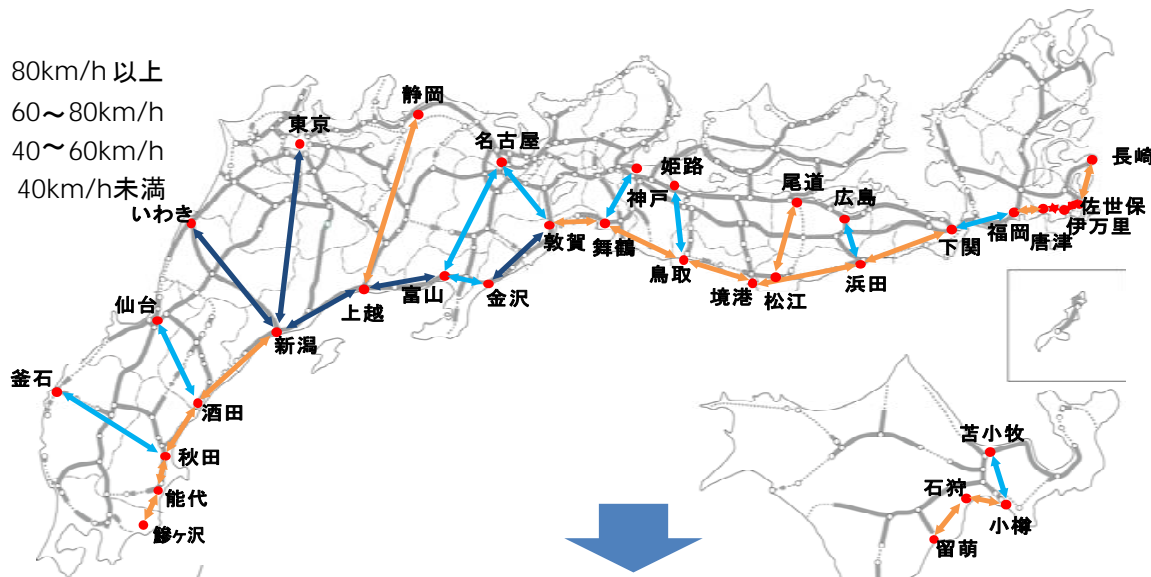 80km/h 以上
60～80km/h
40～60km/h
40km/h未満
静岡
東京
名古屋
姫路
長崎
神戸
尾道
広島
いわき
佐世保
福岡
伊万里
唐津
下関
敦賀
舞鶴
鳥取
境港
松江
浜田
富山
金沢
上越
仙台
新潟
釜石
酒田
秋田
能代
鰺ヶ沢
苫小牧
石狩
小樽
留萌